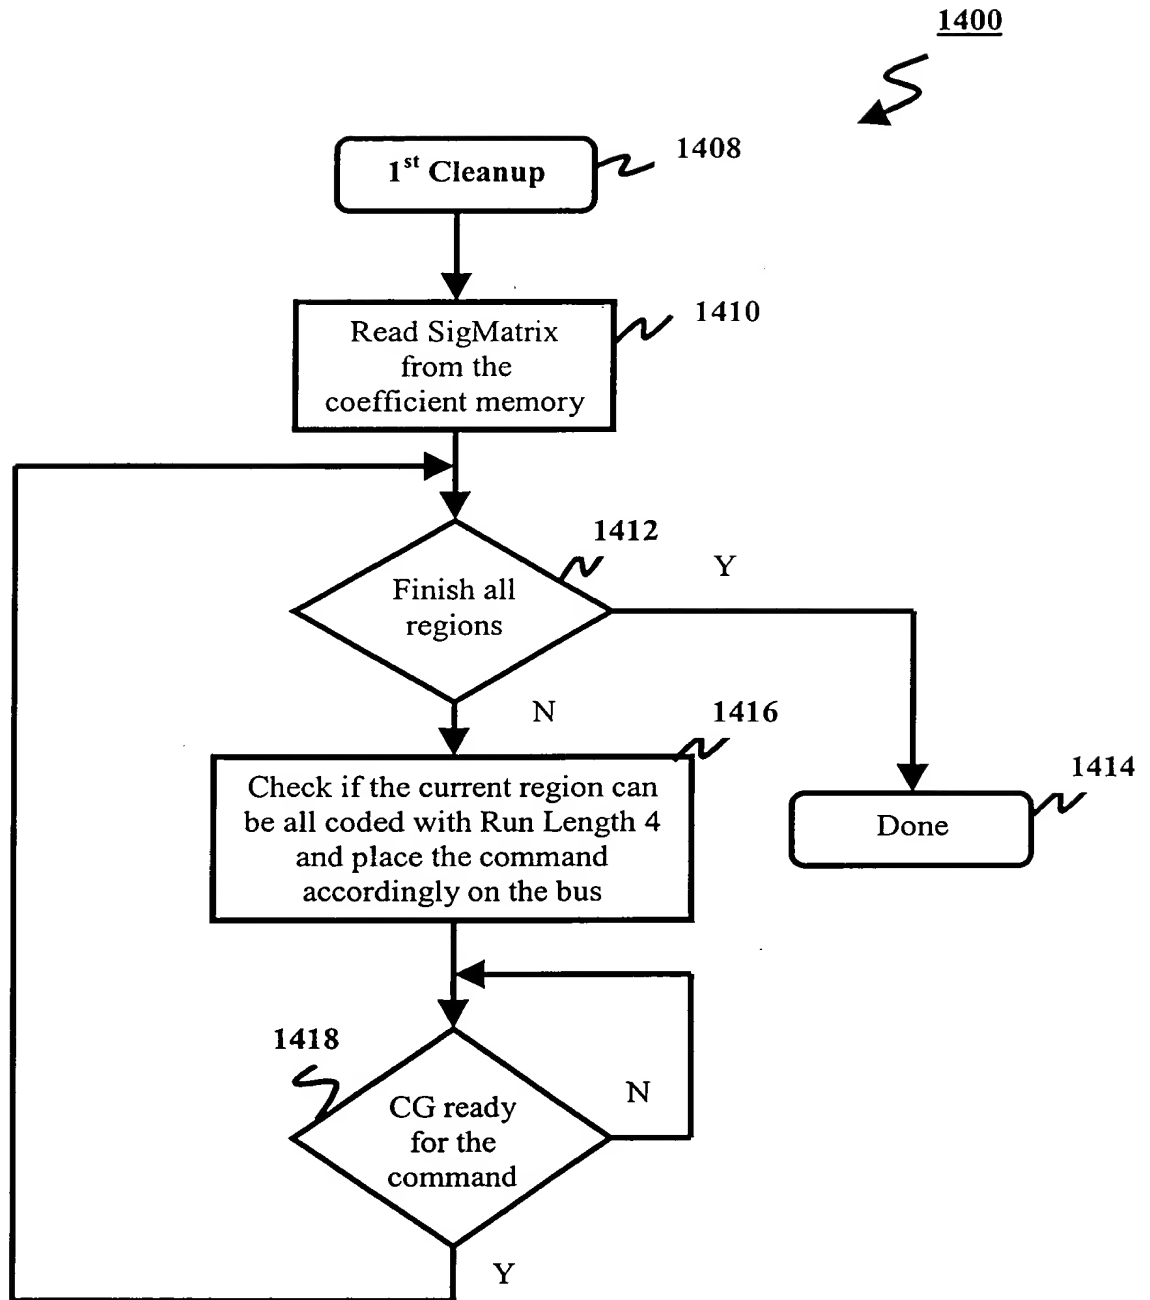 1400
1408
1st Cleanup
1410
Read SigMatrix
from the
coefficient memory
1412
Y
Finish all
regions
N
1416
1414
Check if the current region can
be all coded with Run Length 4
and place the command
accordingly on the bus
Done
1418
N
CG ready
for the
command
Y